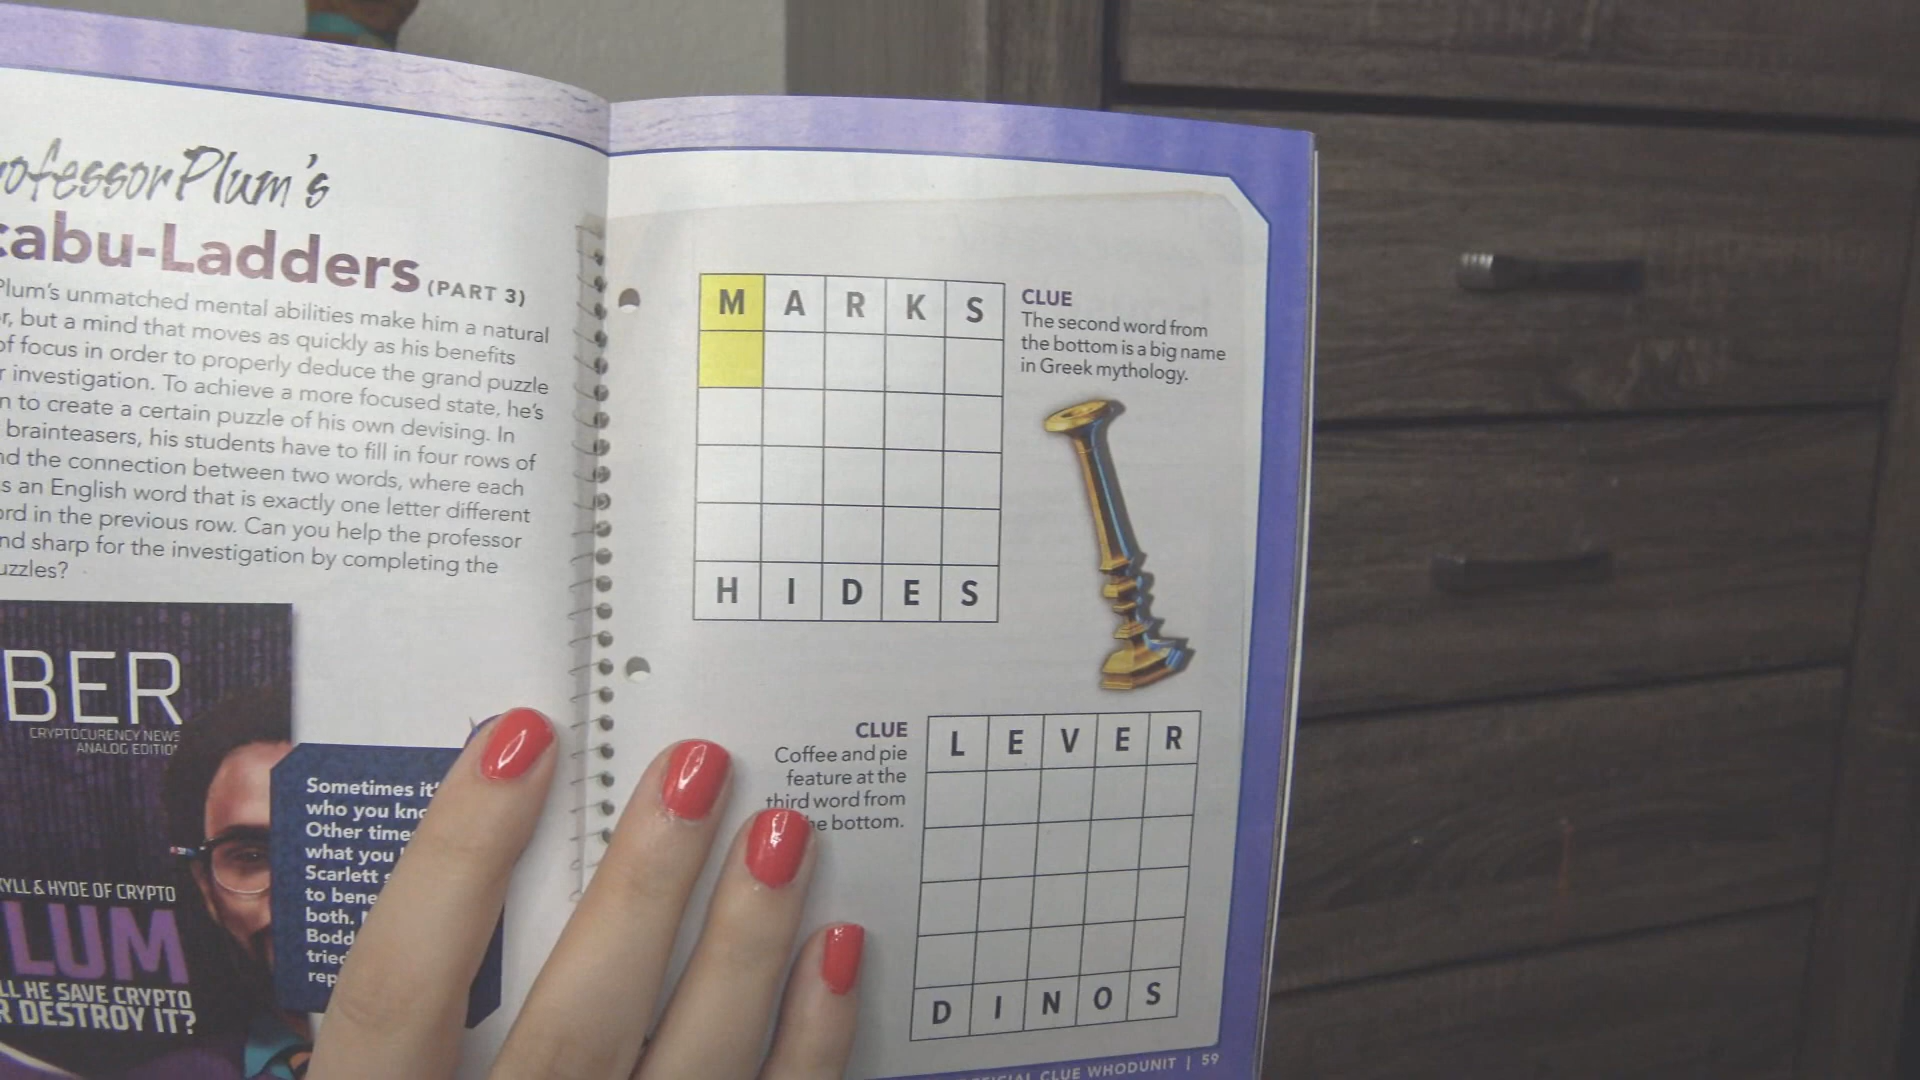 ofessor Plum's
cabu-Ladders (PART 3)
Plum's unmatched mental abilities make him a natural
r, but a mind that moves as quickly as his benefits
of focus in order to properly deduce the grand puzzle
r investigation. To achieve a more focused state, he's
n to create a certain puzzle of his own devising. In
brainteasers, his students have to fill in four rows of
nd the connection between two words, where each
s an English word that is exactly one letter different
ord in the previous row. Can you help the professor
nd sharp for the investigation by completing the
uzzles?
BER
CRYPTOCURENCY NEWS
ANALOG EDITIO
KYLL & HYDE OF CRYPTO
LUM
LL HE SAVE CRYPTO
R DESTROY IT?
Sometimes it'
who you kno
Other time
what you
Scarlett
to bene
both.
Bodd
tried
rep
M A R K S
H I D E S
CLUE
The second word from
the bottom is a big name
in Greek mythology.
CLUE
Coffee and pie
feature at the
third word from
he bottom.
L E V E R
D I N O S
CIAL CLUE WHODUNIT | 59